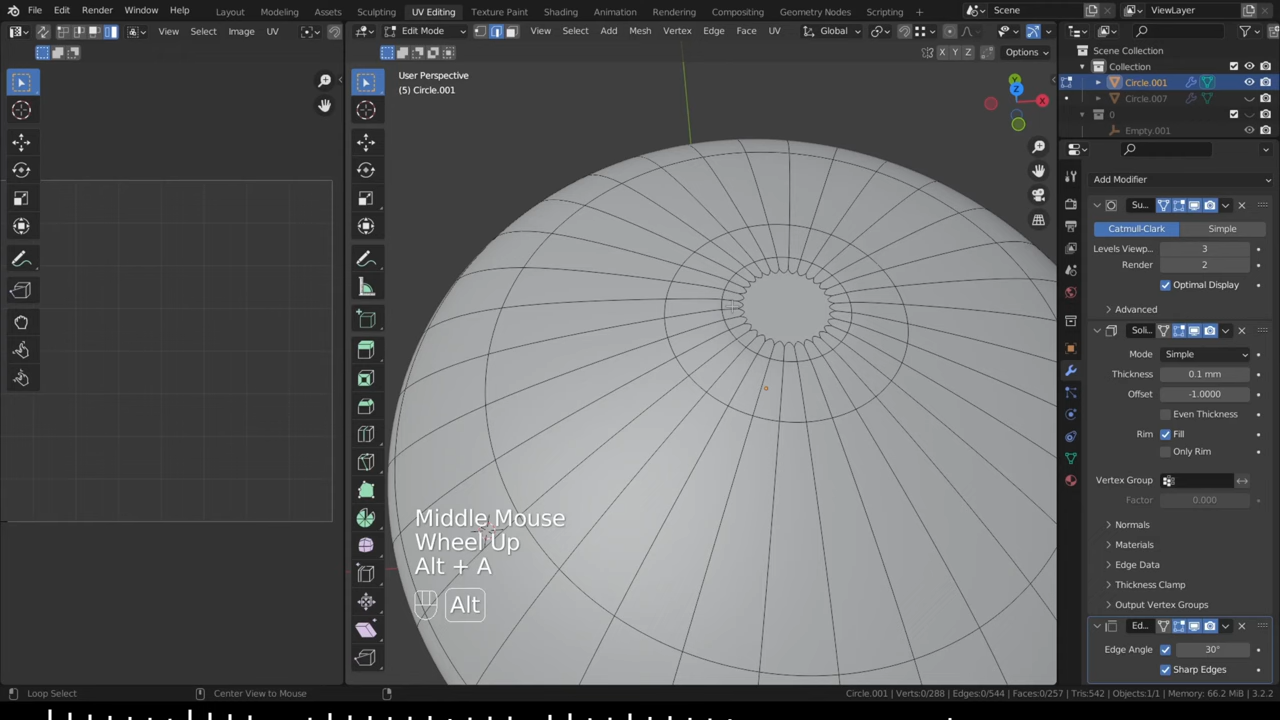 File Edit Render Window Help Layout Modeling Assets Sculpting UV Editing Texture Paint Shading Animation Rendering Compositing Geometry Nodes Scripting Scene ViewLayer
View Select Image UV Edit Mode View Select Add Mesh Vertex Edge Face UV Global
X Y Z Options
Scene Collection
Collection
Circle.001
Circle.007
0
Empty.001
User Perspective
(5) Circle.001
Y
Z
X
Add Modifier
Su...
Catmull-Clark Simple
Levels Viewp... 3
Render 2
Optimal Display
Advanced
Soli...
Mode Simple
Thickness 0.1 mm
Offset -1.0000
Even Thickness
Rim Fill
Only Rim
Vertex Group
Factor 0.000
Normals
Materials
Edge Data
Thickness Clamp
Output Vertex Groups
Ed...
Edge Angle 30°
Sharp Edges
Middle Mouse
Wheel Up
Alt + A
Alt
Loop Select Center View to Mouse Circle.001 | Verts:0/288 | Edges:0/544 | Faces:0/257 | Tris:542 | Objects:1/1 | Memory: 66.2 MiB | 3.2.2